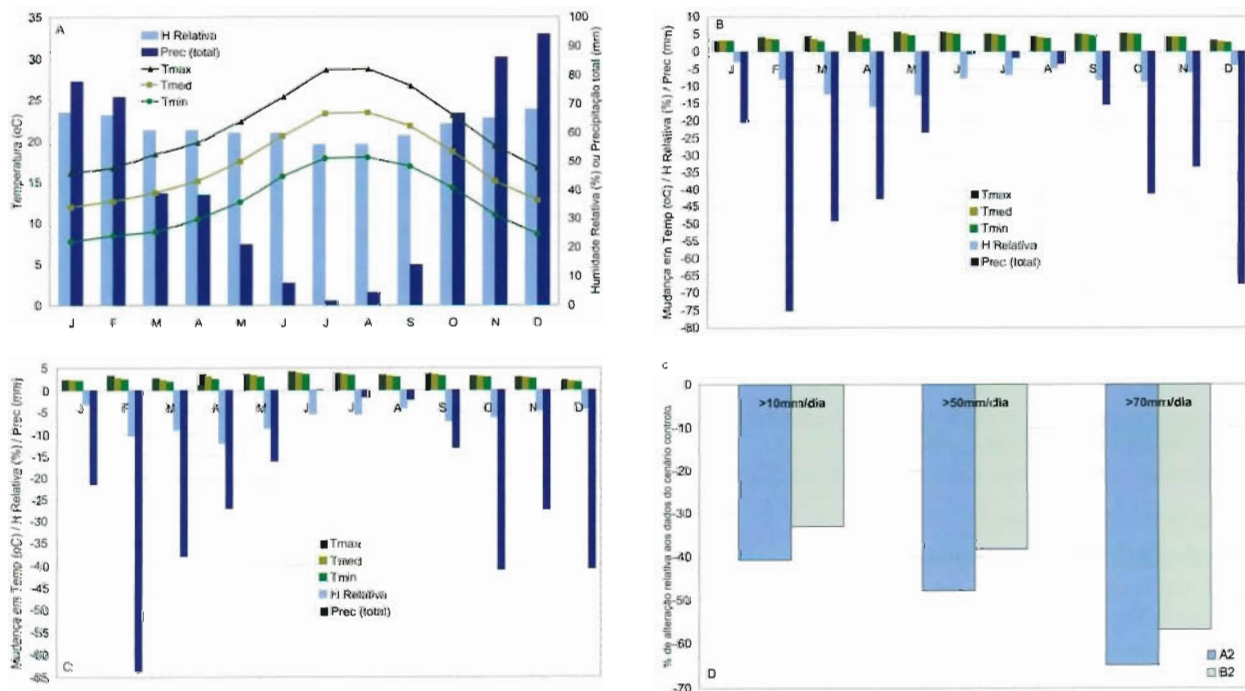 A
35
30
25
20
15
10
5
0
Temperatura (oC)
H Relativa
Prec (total)
Tmax
Tmed
Tmin
100
90
80
70
60
50
40
30
20
10
0
Humidade Relativa (%) ou Precipitação total (mm)
J F M A M J J A S O N D
B
10
5
0
-5
-10
-15
-20
-25
-30
-35
-40
-45
-50
-55
-60
-65
-70
-75
-80
Mudança em Temp (oC) / H Relativa (%) / Prec (mm)
J F M A M J J A S O N D
Tmax
Tmed
Tmin
H Relativa
Prec (total)
5
0
-5
-10
-15
-20
-25
-30
-35
-40
-45
-50
-55
-60
-65
Mudança em Temp (oC) / H Relativa (%) / Prec (mm)
J F M A M J J A S O N D
Tmax
Tmed
Tmin
H Relativa
Prec (total)
C
c
0
-10
-20
-30
-40
-50
-60
-70
% de alteração relativa aos dados do cenário controlo.
>10mm/dia >50mm/dia >70mm/dia
D
A2
B2